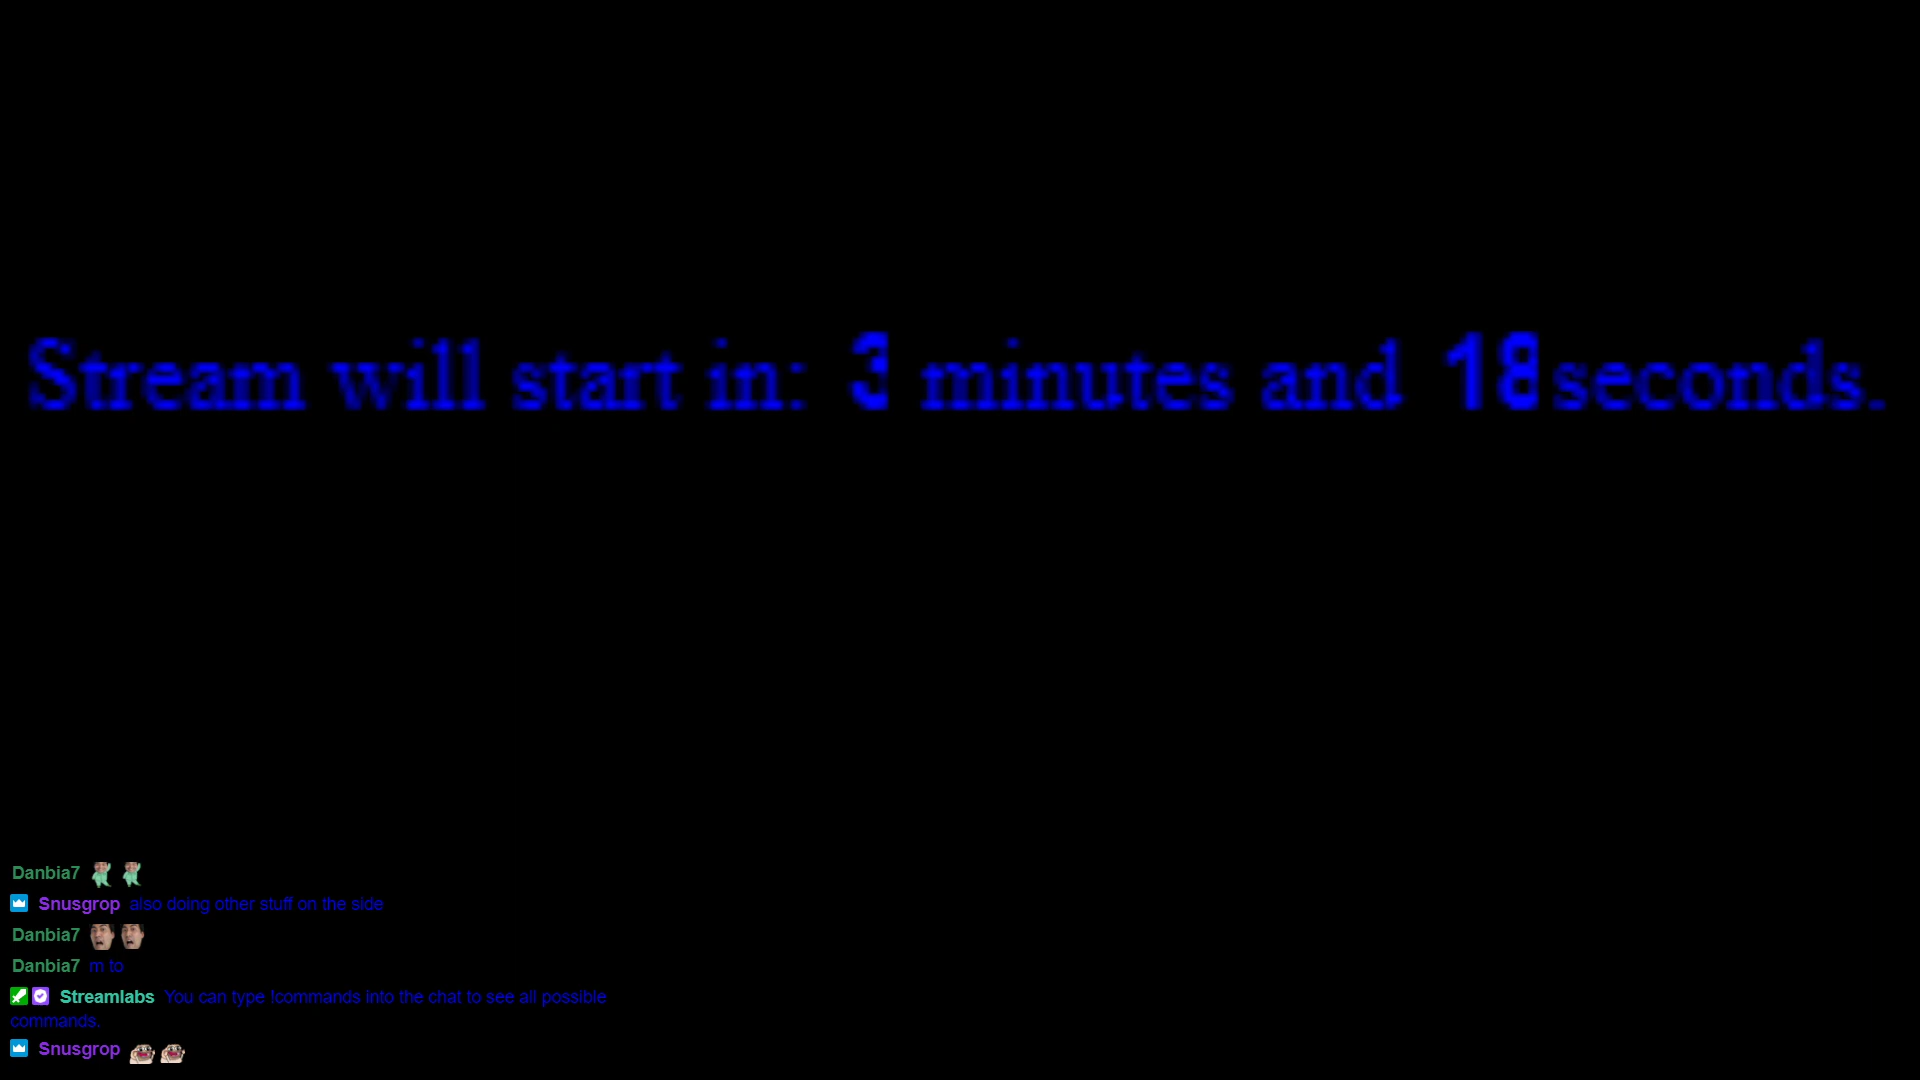 Stream will start in: 3 minutes and 18 seconds.
Danbia7
Snusgrop also doing other stuff on the side
Danbia7
Danbia7 m to
Streamlabs You can type !commands into the chat to see all possible
commands.
Snusgrop